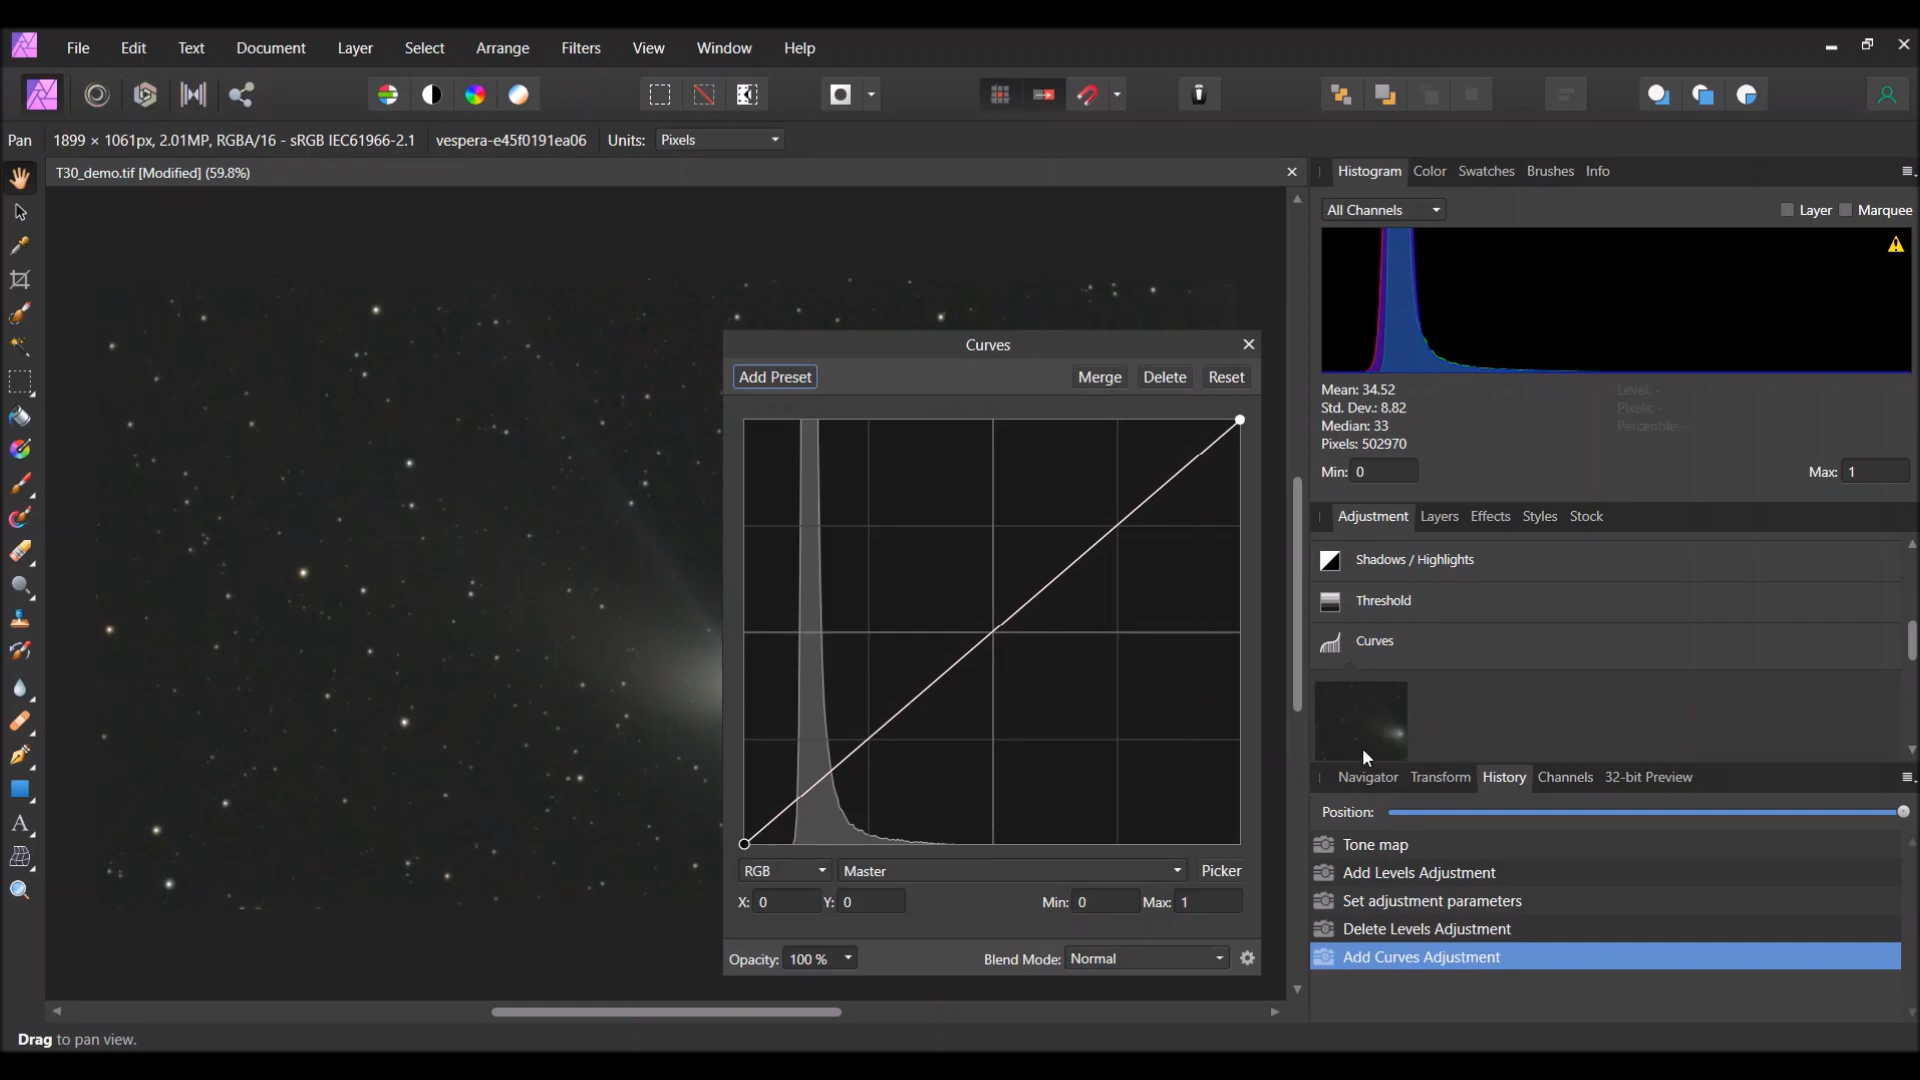 File Edit Text Document Layer Select Arrange Filters View Window Help
Pan 1899 × 1061px, 2.01MP, RGBA/16 - sRGB IEC61966-2.1 vespera-e45f0191ea06 Units: Pixels
T30_demo.tif [Modified] (59.8%)
Histogram Color Swatches Brushes Info
All Channels Layer Marquee
Mean: 34.52 Level: -
Std. Dev.: 8.82 Pixels: -
Median: 33 Percentile: -
Pixels: 502970
Min: 0 Max: 1
Adjustment Layers Effects Styles Stock
Shadows / Highlights
Threshold
Curves
Navigator Transform History Channels 32-bit Preview
Position:
Tone map
Add Levels Adjustment
Set adjustment parameters
Delete Levels Adjustment
Add Curves Adjustment
Curves
Add Preset Merge Delete Reset
RGB Master Picker
X: 0 Y: 0 Min: 0 Max: 1
Opacity: 100 % Blend Mode: Normal
Drag to pan view.